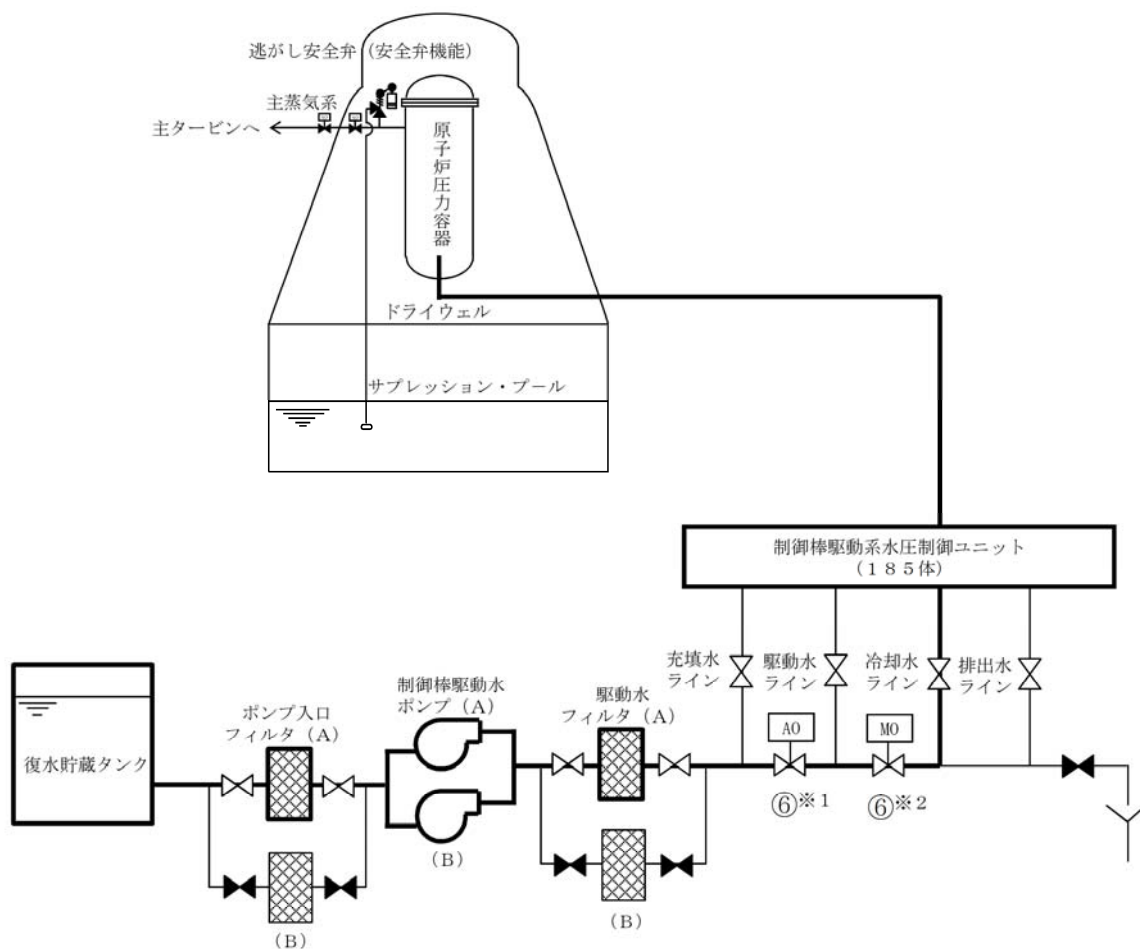 逃がし安全弁（安全弁機能）
主蒸気系
主タービンへ
原子炉圧力容器
ドライウェル
サプレッション・プール
制御棒駆動系水圧制御ユニット
（１８５体）
充填水
ライン
駆動水
ライン
冷却水
ライン
排出水
ライン
制御棒駆動水
ポンプ（Ａ）
駆動水
フィルタ（Ａ）
ポンプ入口
フィルタ（Ａ）
復水貯蔵タンク
AO
MO
⑥※１
⑥※２
（Ｂ）
（Ｂ）
（Ｂ）